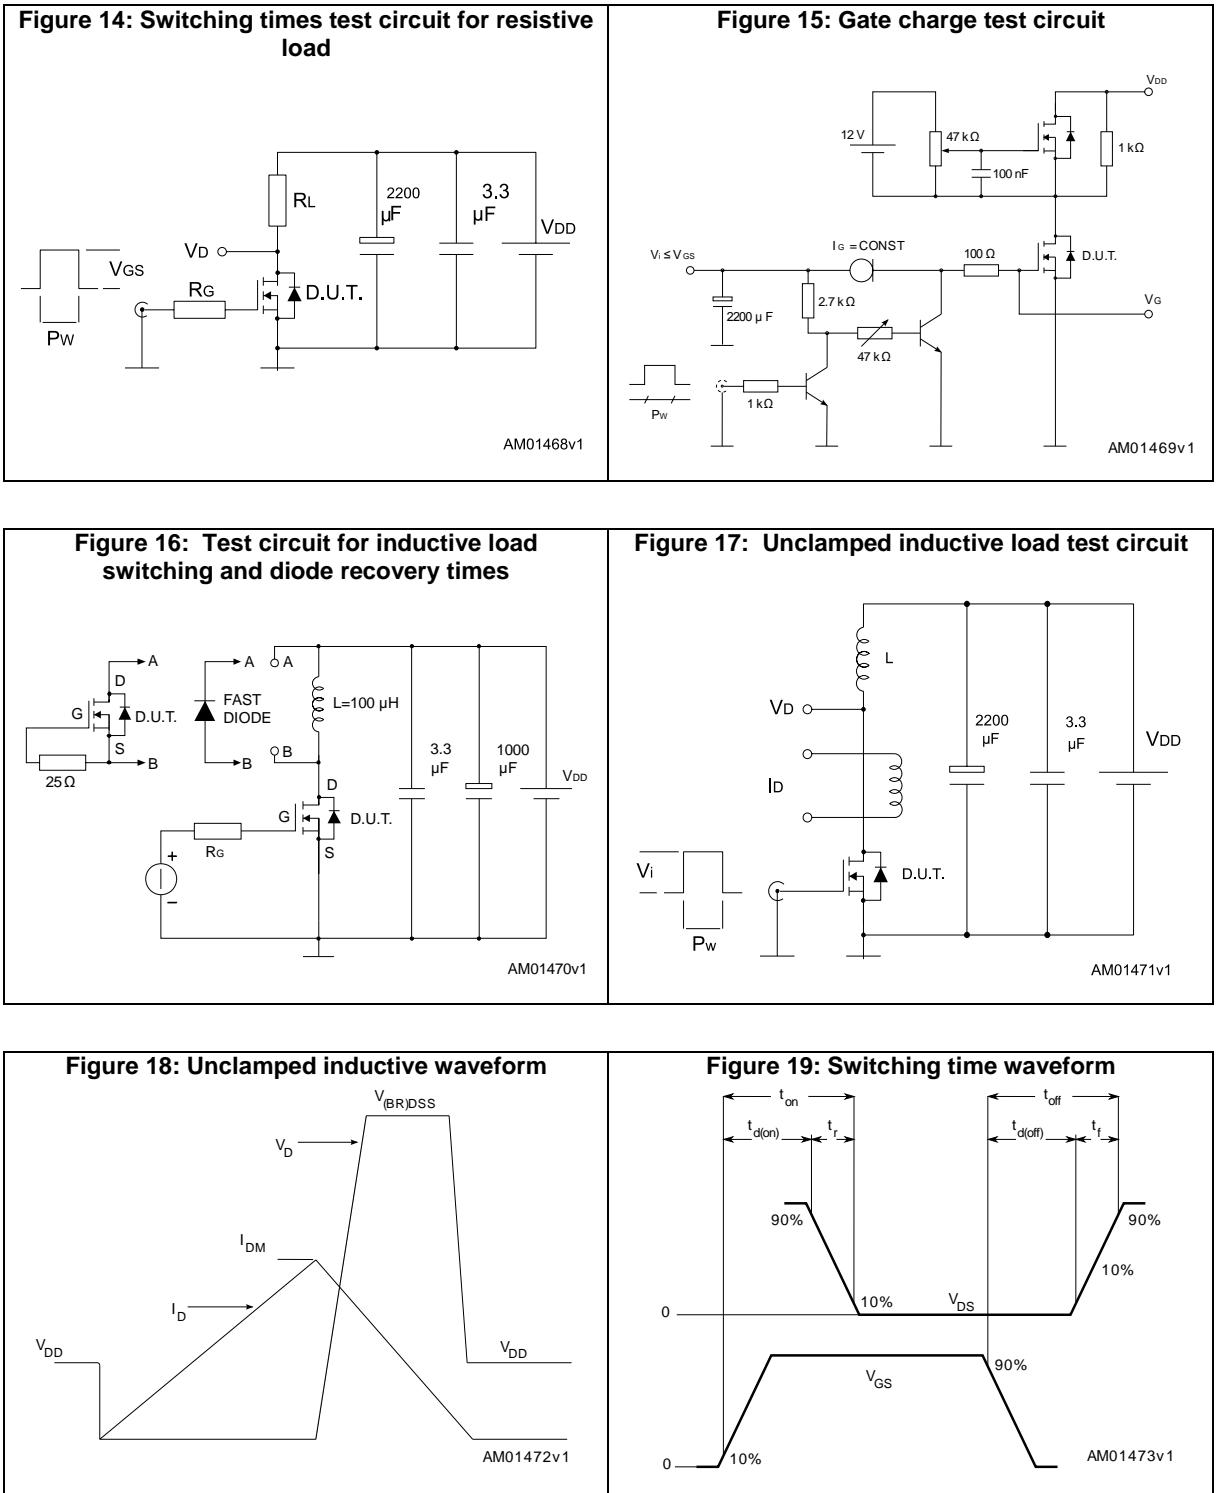 Figure 14: Switching times test circuit for resistive
load
RL
2200
µF
3.3
µF
VDD
VD
VGS
RG
D.U.T.
PW
AM01468v1
Figure 15: Gate charge test circuit
VDD
12 V
47 kΩ
1 kΩ
100 nF
Vi ≤ VGS
IG = CONST
100 Ω
D.U.T.
2.7 kΩ
2200 µF
VG
47 kΩ
1 kΩ
PW
AM01469v1
Figure 16: Test circuit for inductive load
switching and diode recovery times
A
A
A
D
G
D.U.T.
FAST
DIODE
L=100 µH
S
B
B
B
25 Ω
3.3
µF
1000
µF
VDD
D
G
D.U.T.
RG
S
+
–
AM01470v1
Figure 17: Unclamped inductive load test circuit
L
VD
2200
µF
3.3
µF
VDD
ID
Vi
D.U.T.
PW
AM01471v1
Figure 18: Unclamped inductive waveform
V(BR)DSS
VD
IDM
ID
VDD
VDD
AM01472v1
Figure 19: Switching time waveform
ton
toff
td(on)
tr
td(off)
tf
90%
90%
10%
10%
0
VDS
90%
VGS
0
10%
AM01473v1